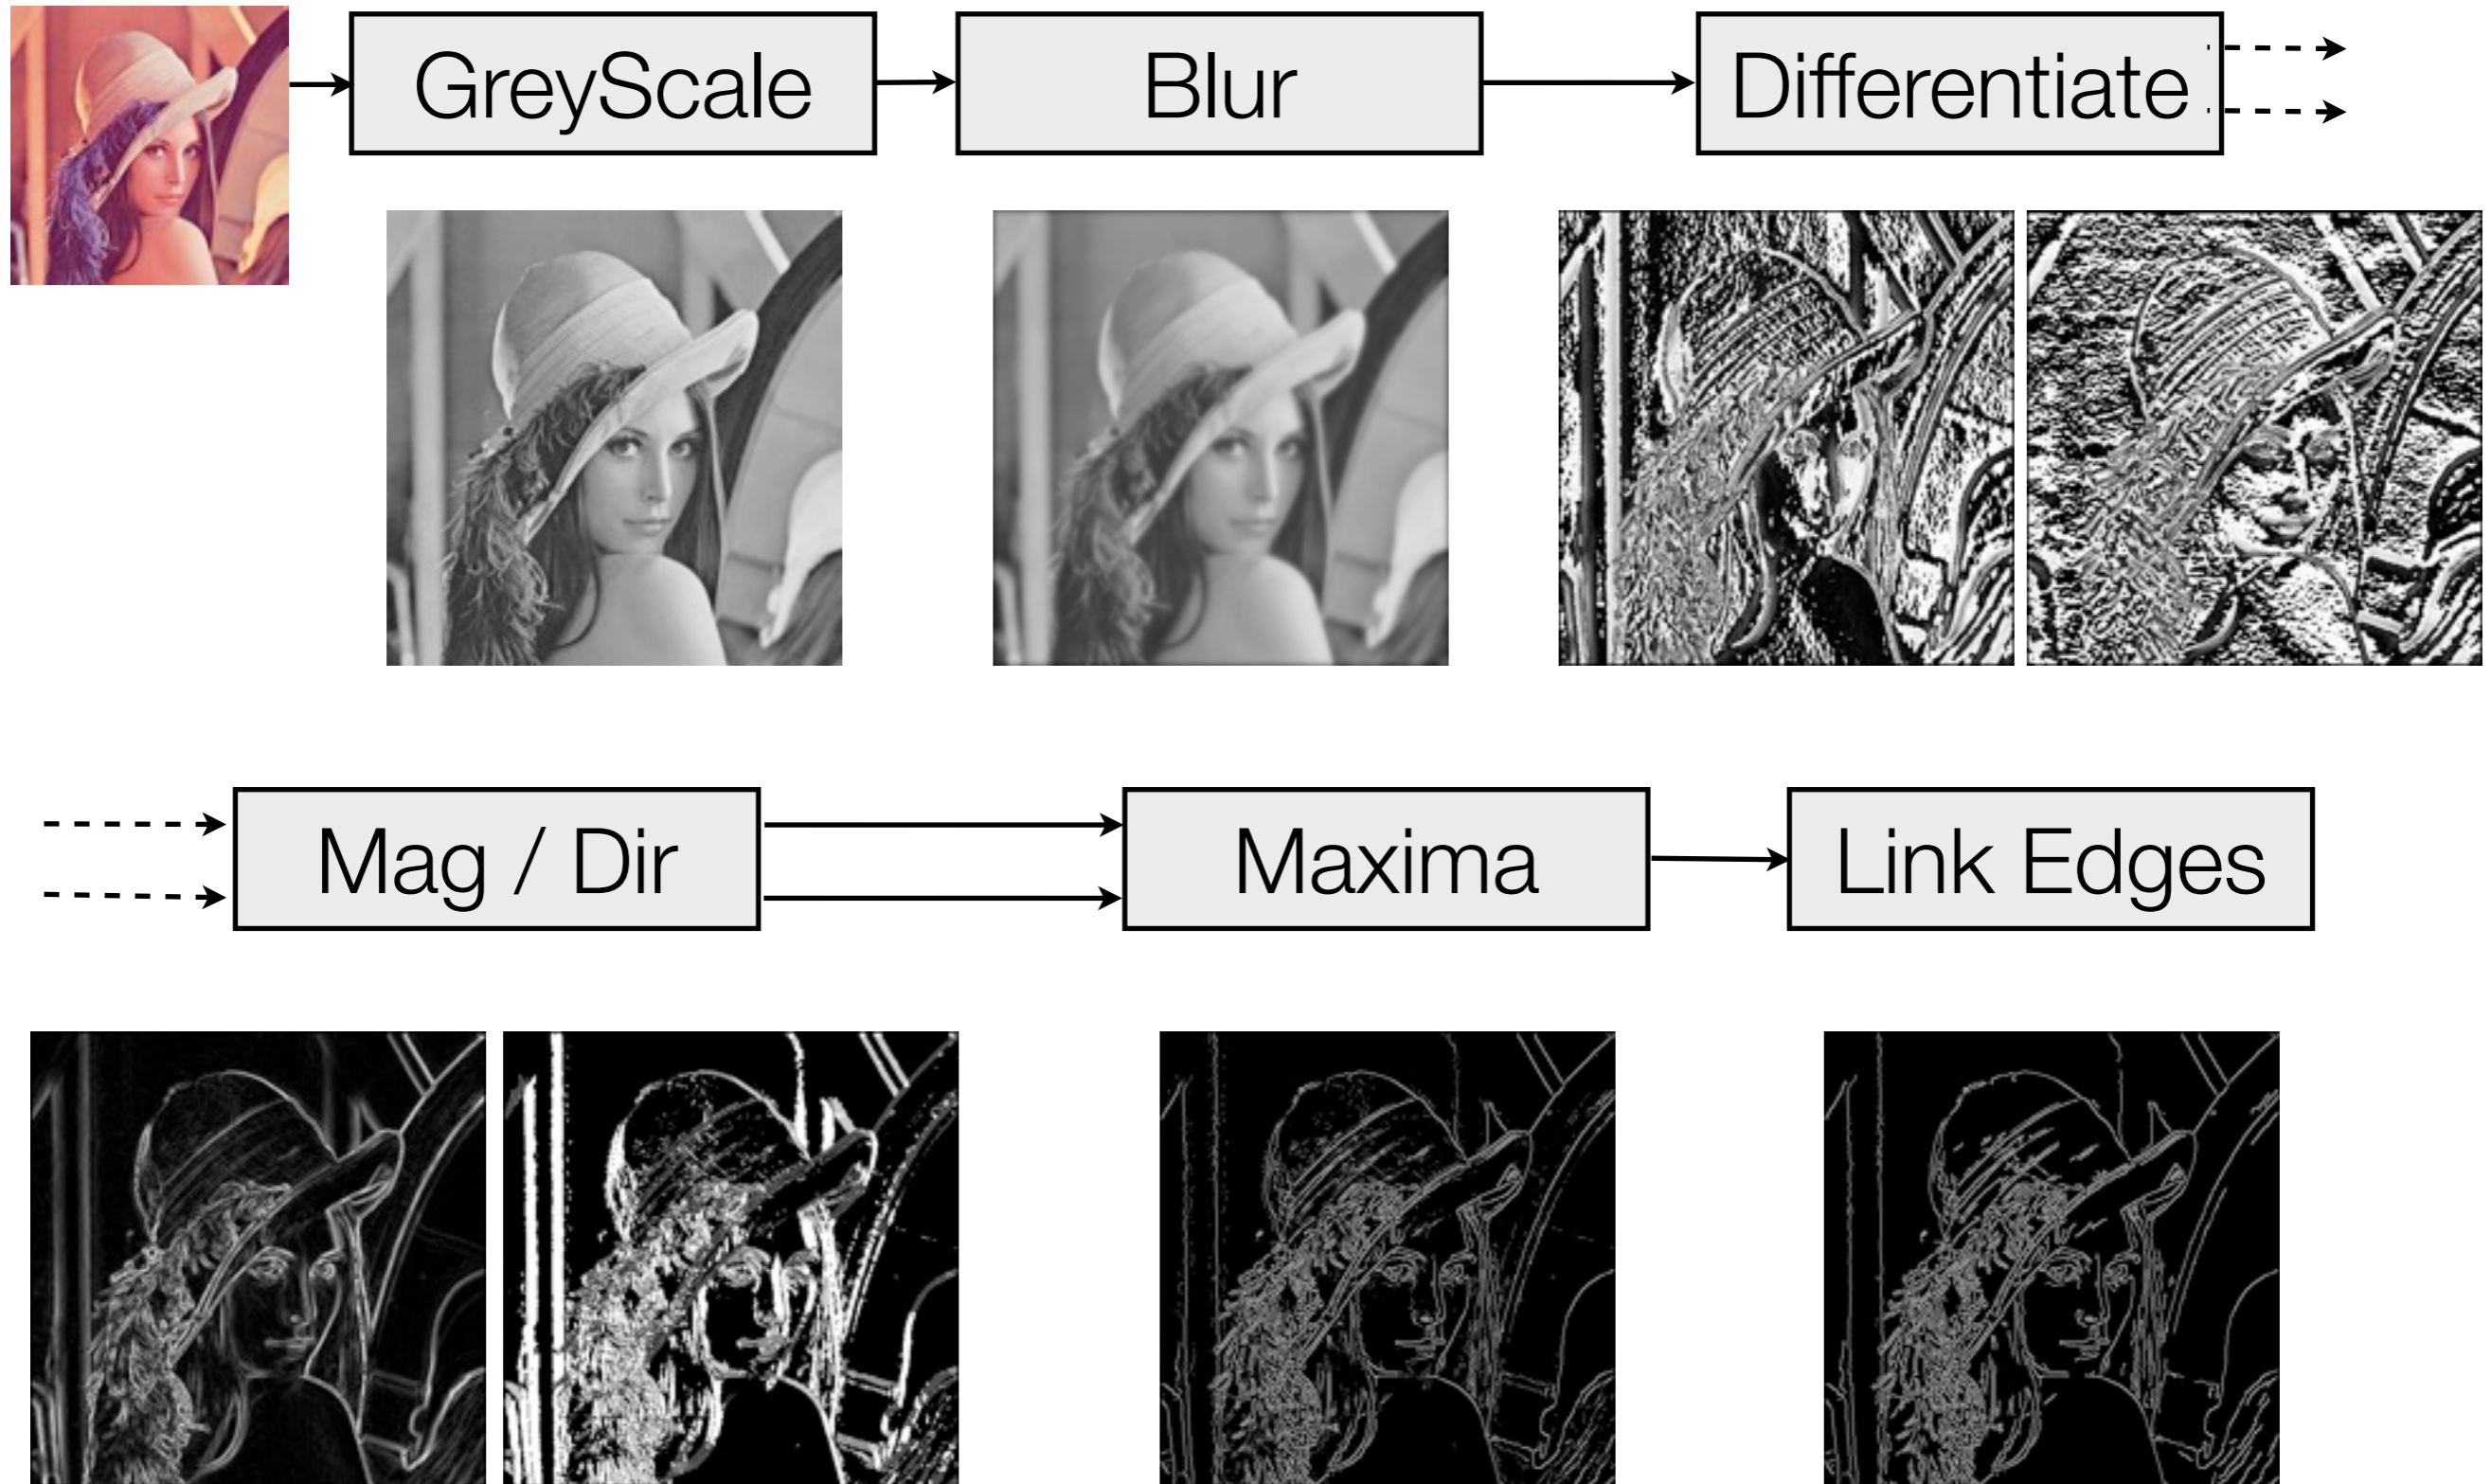 GreyScale
Blur
Differentiate
Mag / Dir
Maxima
Link Edges